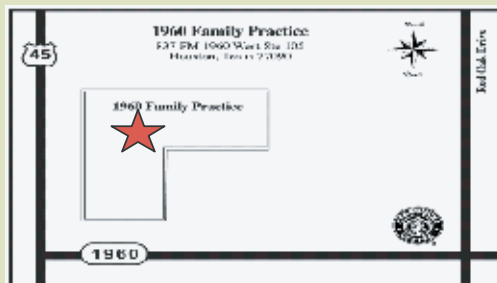 1960 Family Practice
837 FM 1960 West Ste 105
Houston, Texas 77090
45
Red Oak Drive
1960 Family Practice
1960